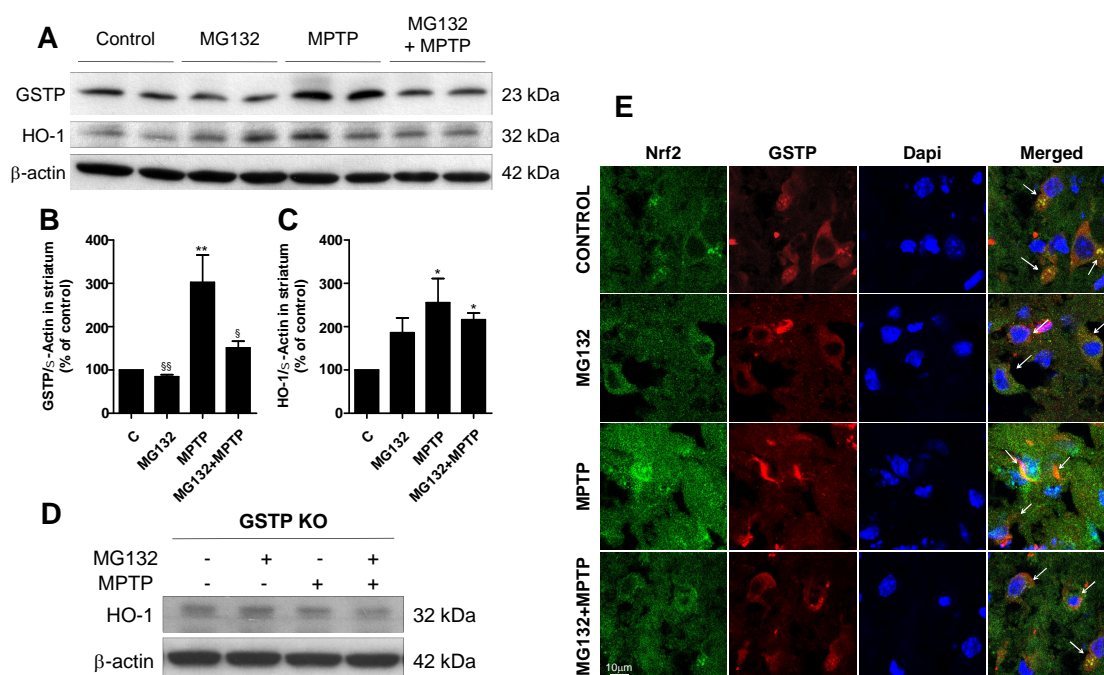 A
Control MG132 MPTP MG132
+ MPTP
GSTP 23 kDa
HO-1 32 kDa
β-actin 42 kDa
B
GSTP/s-Actin in striatum
(% of control)
400
300
200
100
0
** 
§§
§
C MG132 MPTP MG132+MPTP
C
HO-1/s-Actin in striatum
(% of control)
400
300
200
100
0
* *
C MG132 MPTP MG132+MPTP
D
GSTP KO
MG132 - + - +
MPTP - - + +
HO-1 32 kDa
β-actin 42 kDa
E
Nrf2 GSTP Dapi Merged
CONTROL
MG132
MPTP
MG132+MPTP
10μm